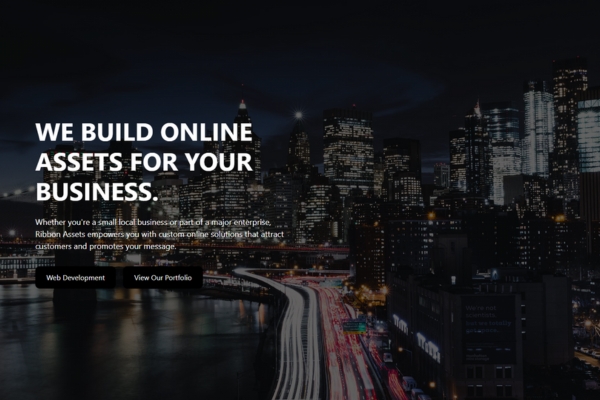 WE BUILD ONLINE
ASSETS FOR YOUR
BUSINESS.
Whether you're a small local business or part of a major enterprise,
Ribbon Assets empowers you with custom online solutions that attract
customers and promotes your message.
Web Development
View Our Portfolio